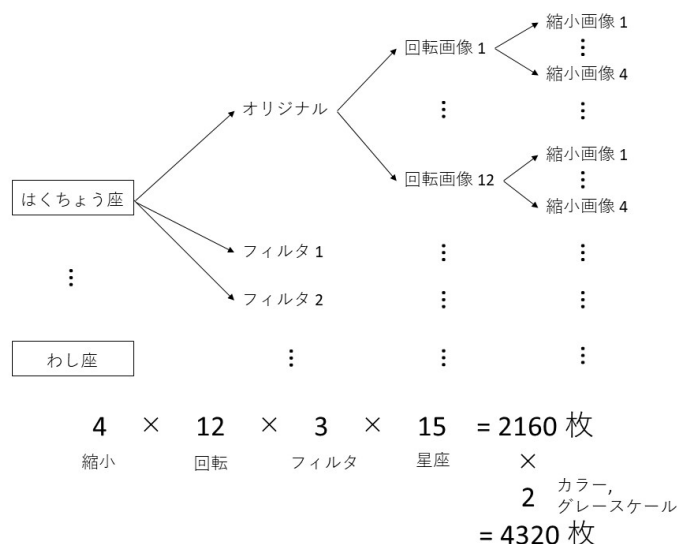 縮小画像 1
⋮
回転画像 1
縮小画像 4
オリジナル
⋮
⋮
縮小画像 1
⋮
回転画像 12
はくちょう座
縮小画像 4
フィルタ 1
⋮
⋮
⋮
フィルタ 2
⋮
⋮
わし座
⋮
⋮
⋮
4 × 12 × 3 × 15 = 2160 枚
縮小 回転 フィルタ 星座
×
2 カラー,
グレースケール
= 4320 枚